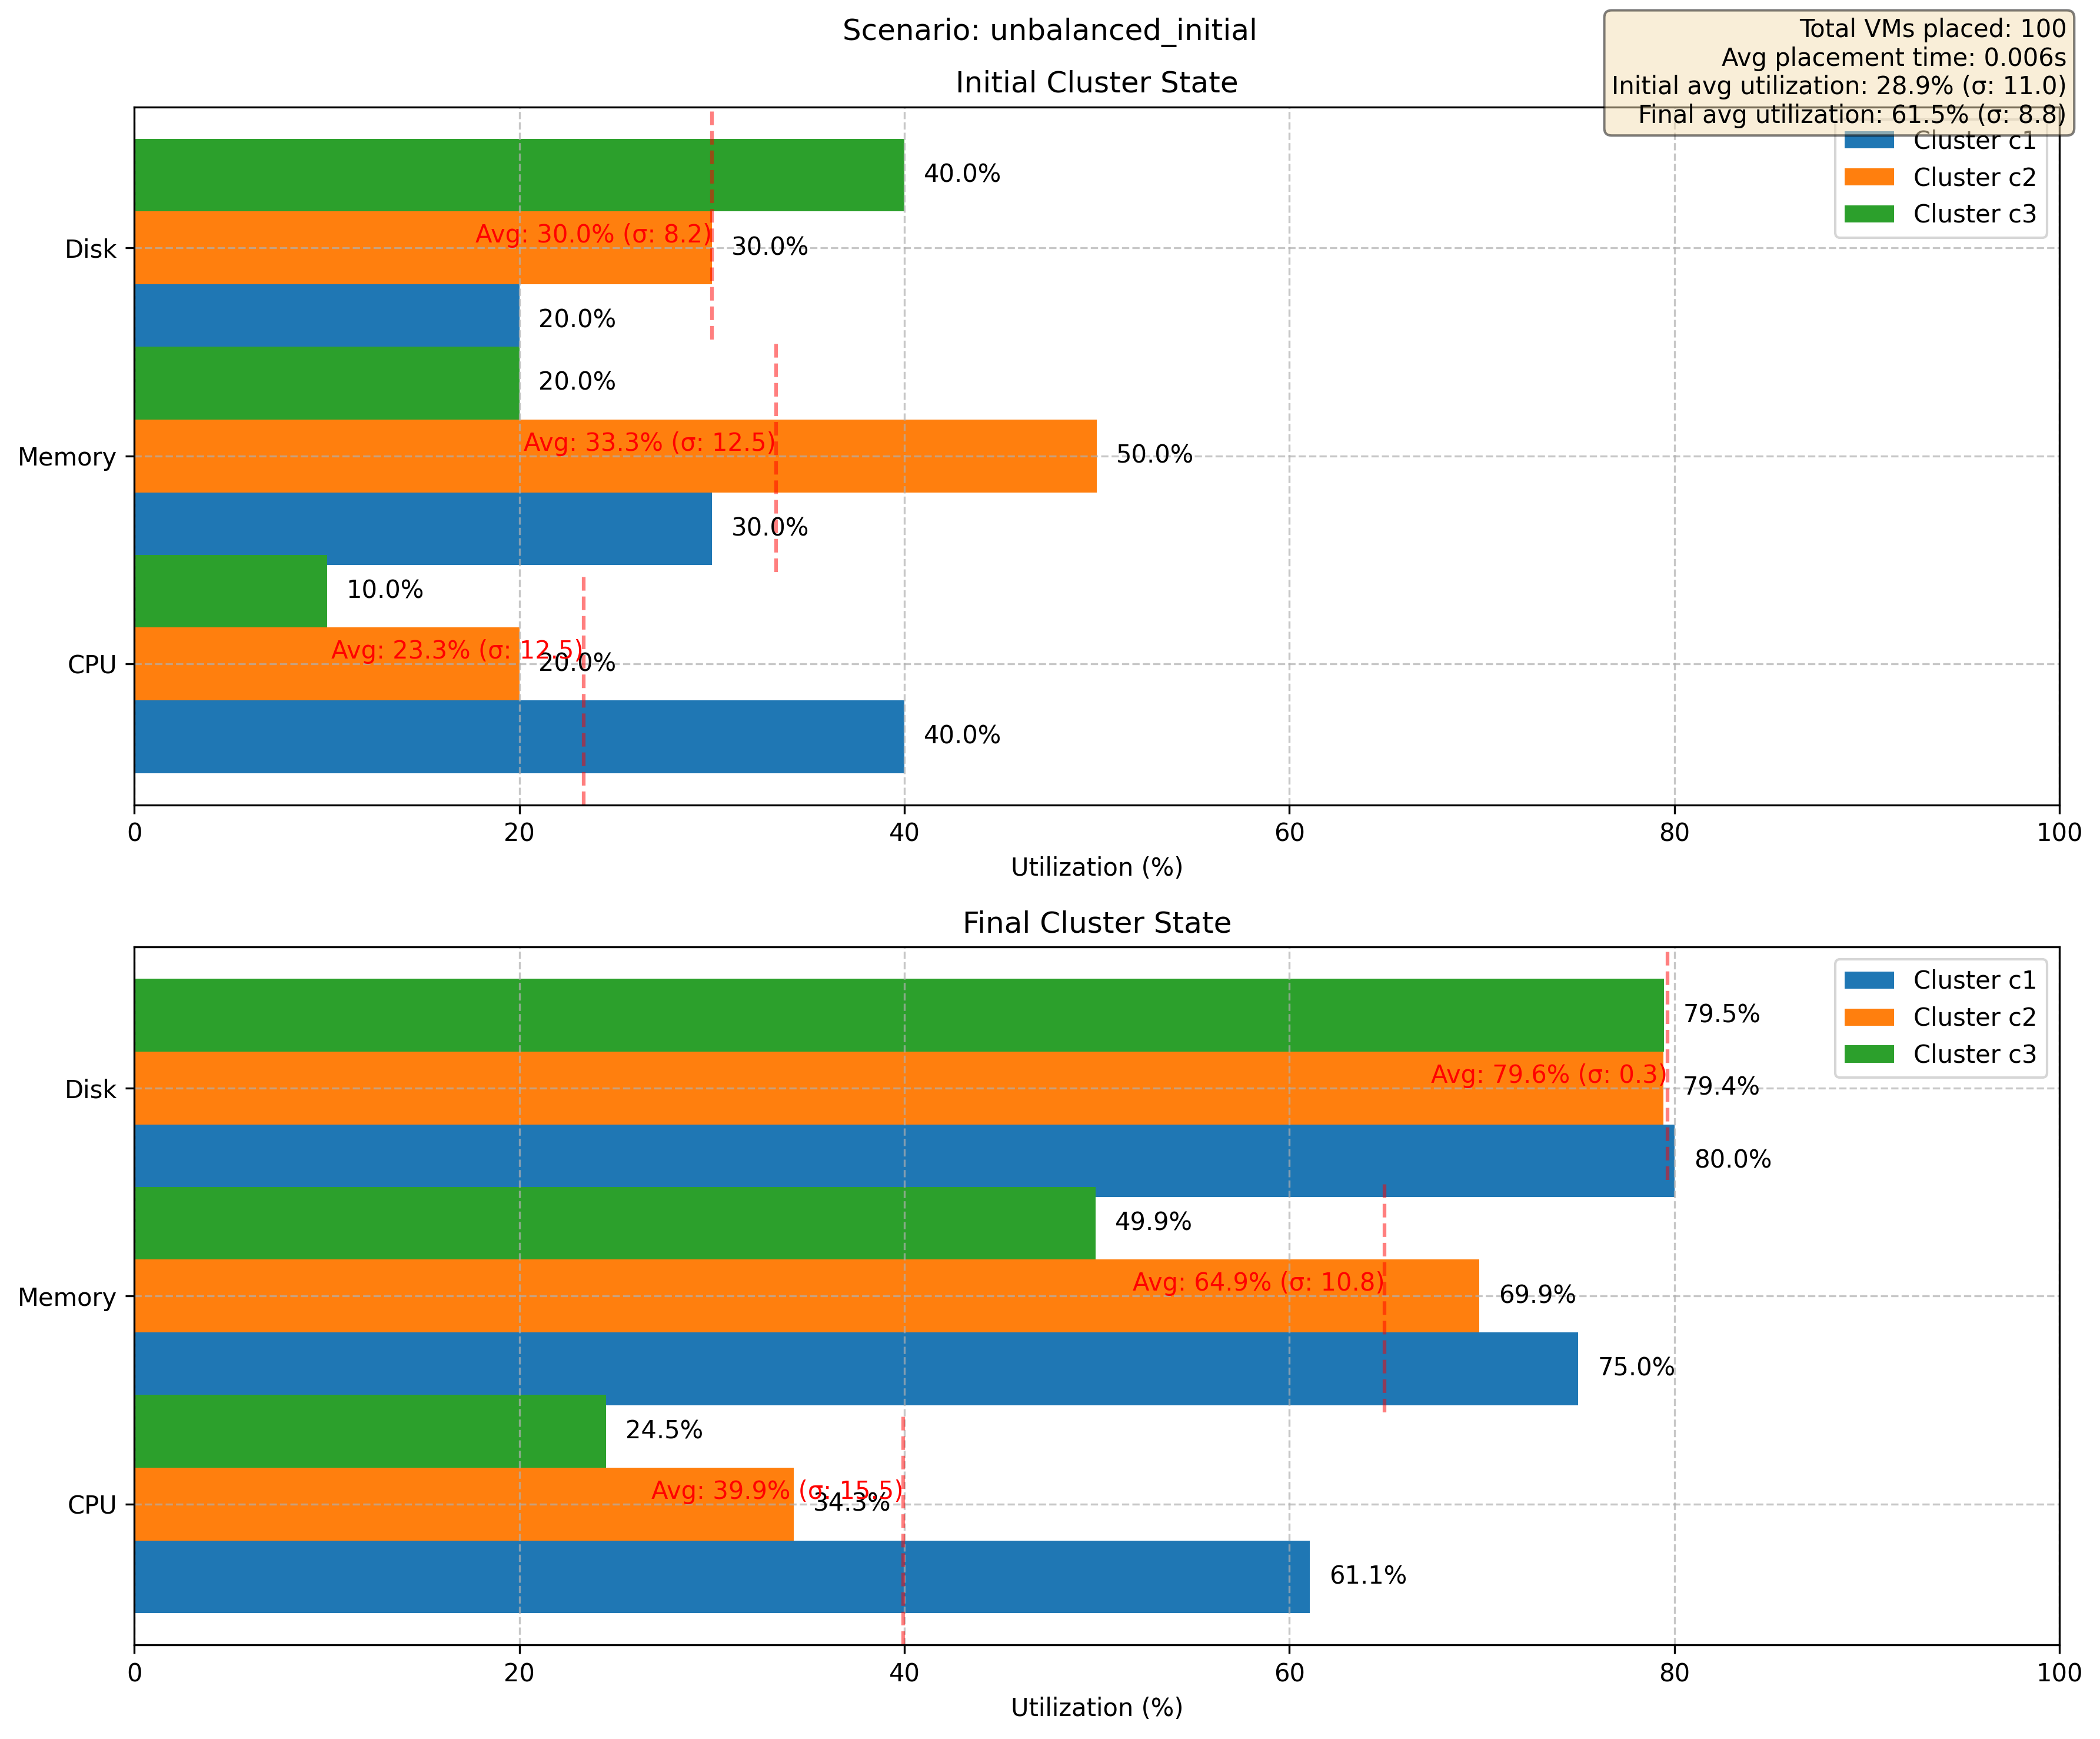 Scenario: unbalanced_initial
Total VMs placed: 100
Avg placement time: 0.006s
Initial avg utilization: 28.9% (σ: 11.0)
Final avg utilization: 61.5% (σ: 8.8)
Initial Cluster State
Cluster c1
Cluster c2
Cluster c3
40.0%
Avg: 30.0% (σ: 8.2)
Disk
30.0%
20.0%
20.0%
Avg: 33.3% (σ: 12.5)
Memory
50.0%
30.0%
10.0%
Avg: 23.3% (σ: 12.5)
CPU
20.0%
40.0%
0 20 40 60 80 100
Utilization (%)
Final Cluster State
Cluster c1
Cluster c2
Cluster c3
79.5%
Avg: 79.6% (σ: 0.3)
Disk
79.4%
80.0%
49.9%
Avg: 64.9% (σ: 10.8)
Memory
69.9%
75.0%
24.5%
Avg: 39.9% (σ: 15.5)
CPU
34.3%
61.1%
0 20 40 60 80 100
Utilization (%)